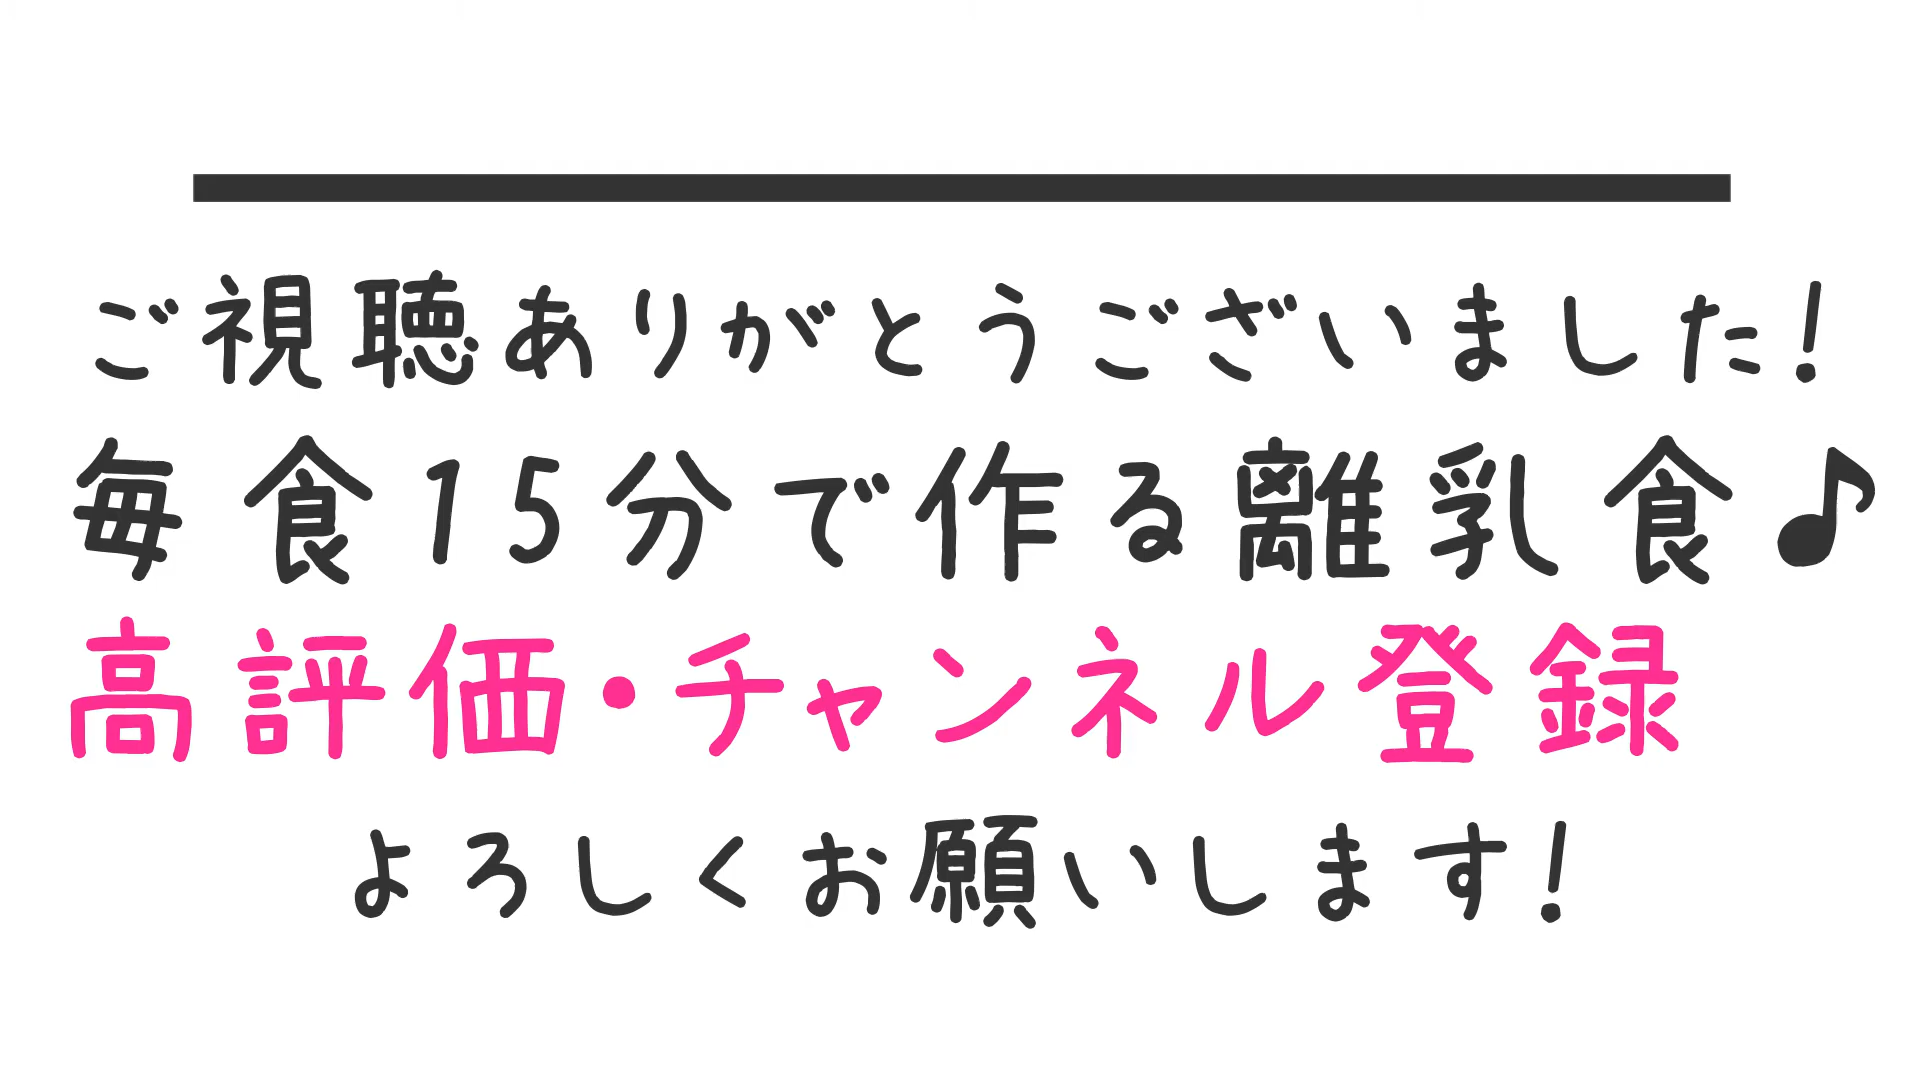 ご視聴ありがとうございました!
毎食15分で作る離乳食♪
高評価・チャンネル登録
よろしくお願いします!